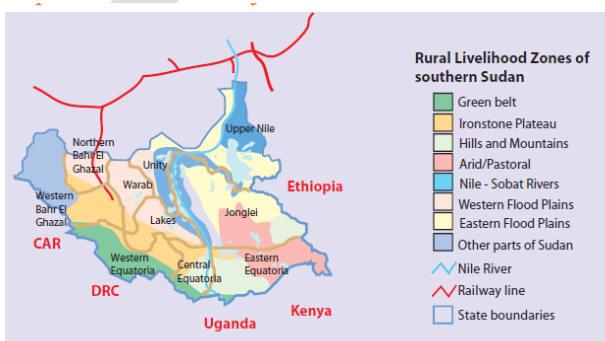 Rural Livelihood Zones of
southern Sudan
Green belt
Ironstone Plateau
Hills and Mountains
Arid/Pastoral
Nile - Sobat Rivers
Western Flood Plains
Eastern Flood Plains
Other parts of Sudan
Nile River
Railway line
State boundaries
Upper Nile
Northern
Bahr El
Ghazal
Unity
Warab
Ethiopia
Western
Bahr El
Ghazal
Lakes
Jonglei
CAR
Western
Equatoria
Central
Equatoria
Eastern
Equatoria
DRC
Kenya
Uganda